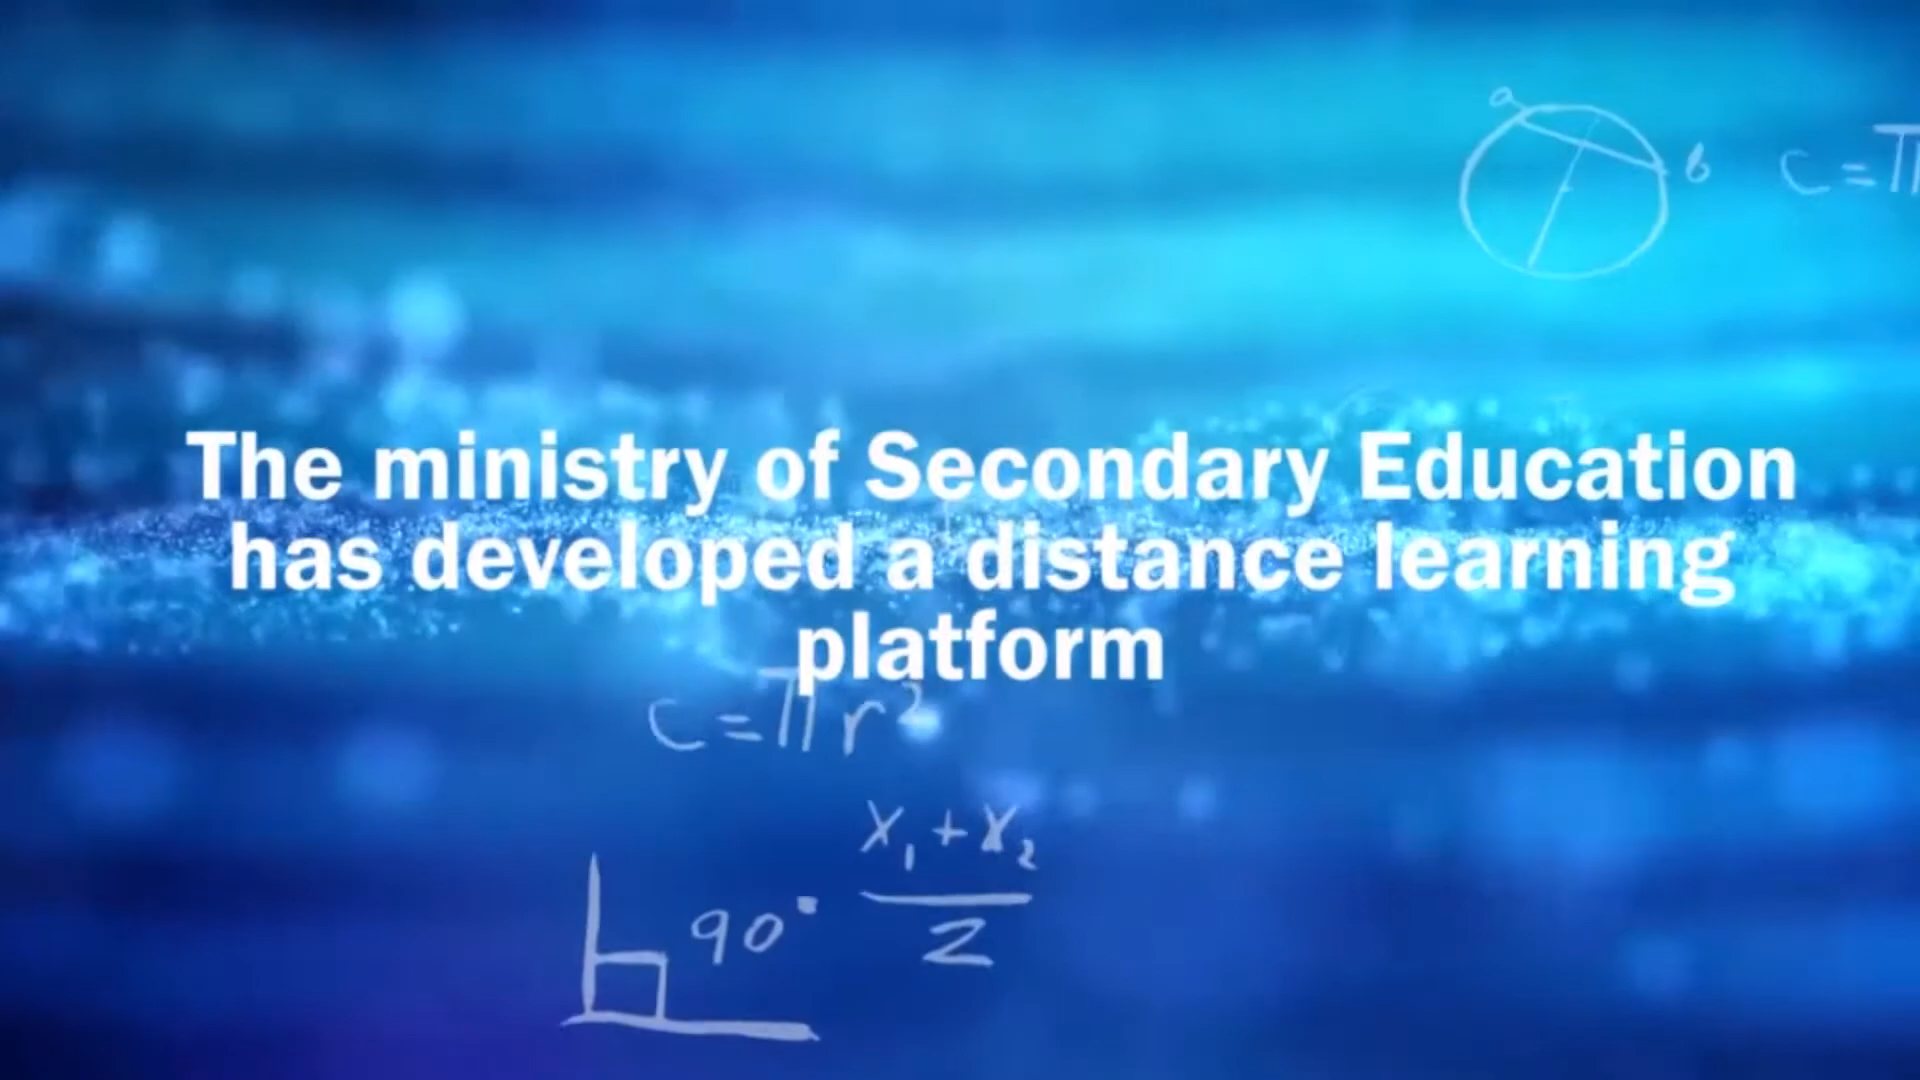 a
b C=π
The ministry of Secondary Education
has developed a distance learning
platform
C=πr²
x₁+x₂
90°
2